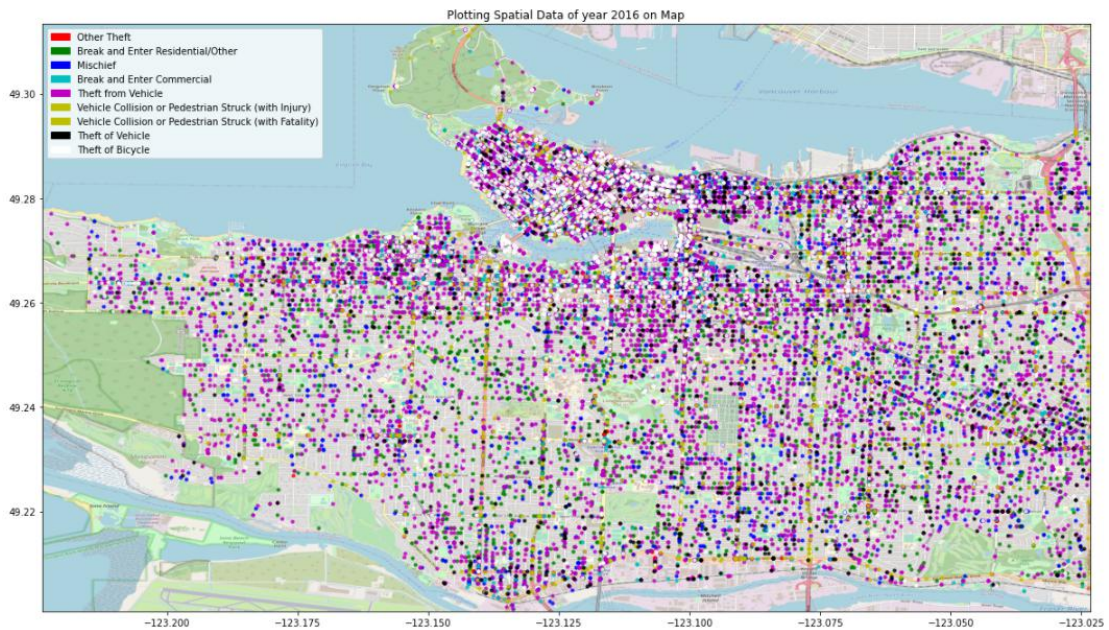 Plotting Spatial Data of year 2016 on Map
Other Theft
Break and Enter Residential/Other
Mischief
Break and Enter Commercial
Theft from Vehicle
Vehicle Collision or Pedestrian Struck (with Injury)
Vehicle Collision or Pedestrian Struck (with Fatality)
Theft of Vehicle
Theft of Bicycle
49.30
49.28
49.26
49.24
49.22
−123.200
−123.175
−123.150
−123.125
−123.100
−123.075
−123.050
−123.025